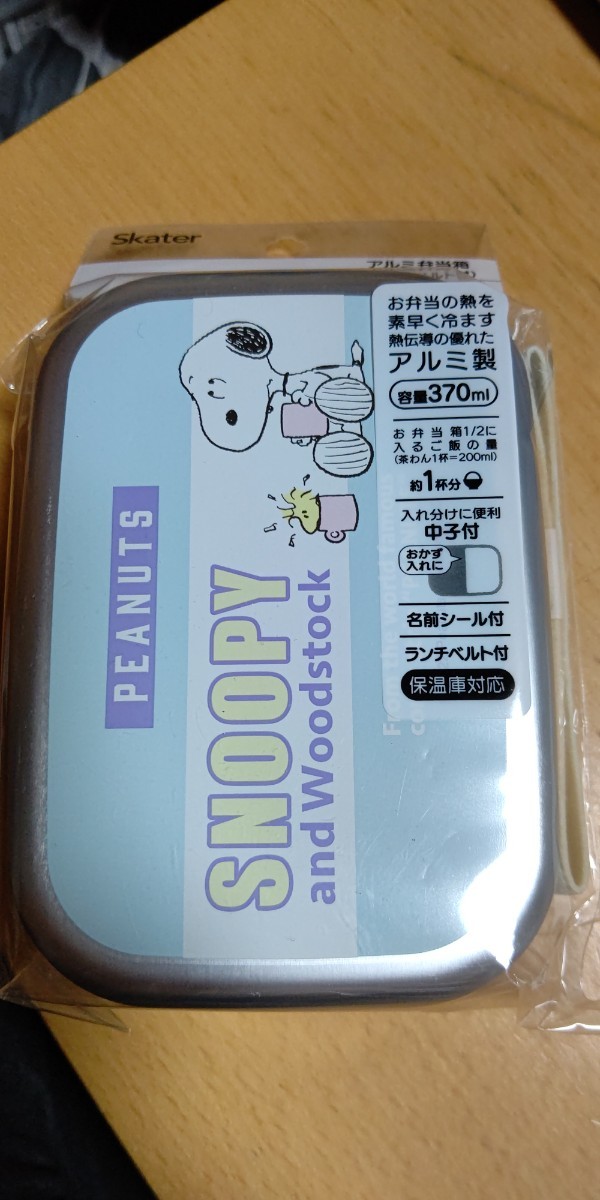 Skater
アルミ弁当箱
お弁当の熱を
素早く冷ます
熱伝導の優れた
アルミ製
容量370ml
お弁当箱1/2に
入るご飯の量
(茶わん1杯=200ml)
約1杯分
入れ分けに便利
中子付
おかず
入れに
名前シール付
ランチベルト付
保温庫対応
PEANUTS
SNOOPY
and Woodstock